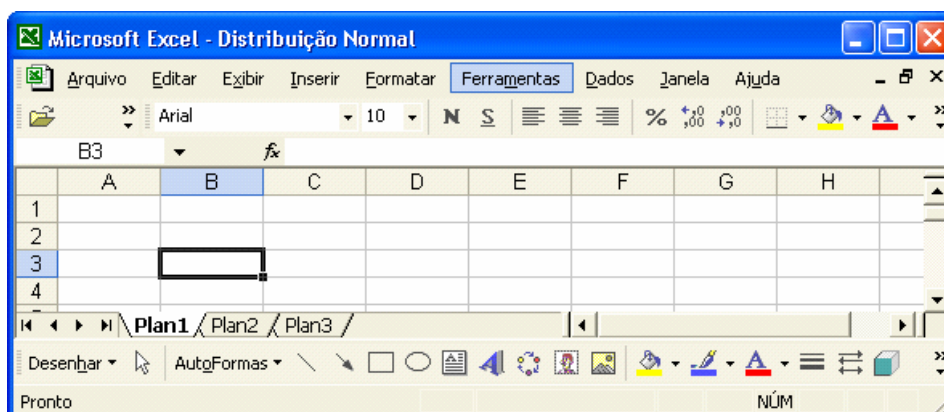 Microsoft Excel - Distribuição Normal
Arquivo Editar Exibir Inserir Formatar Ferramentas Dados Janela Ajuda
Arial 10 N S % ,00 ,00
B3 fx
A B C D E F G H
1
2
3
4
Plan1 Plan2 Plan3
Desenhar AutoFormas A A
Pronto NÚM